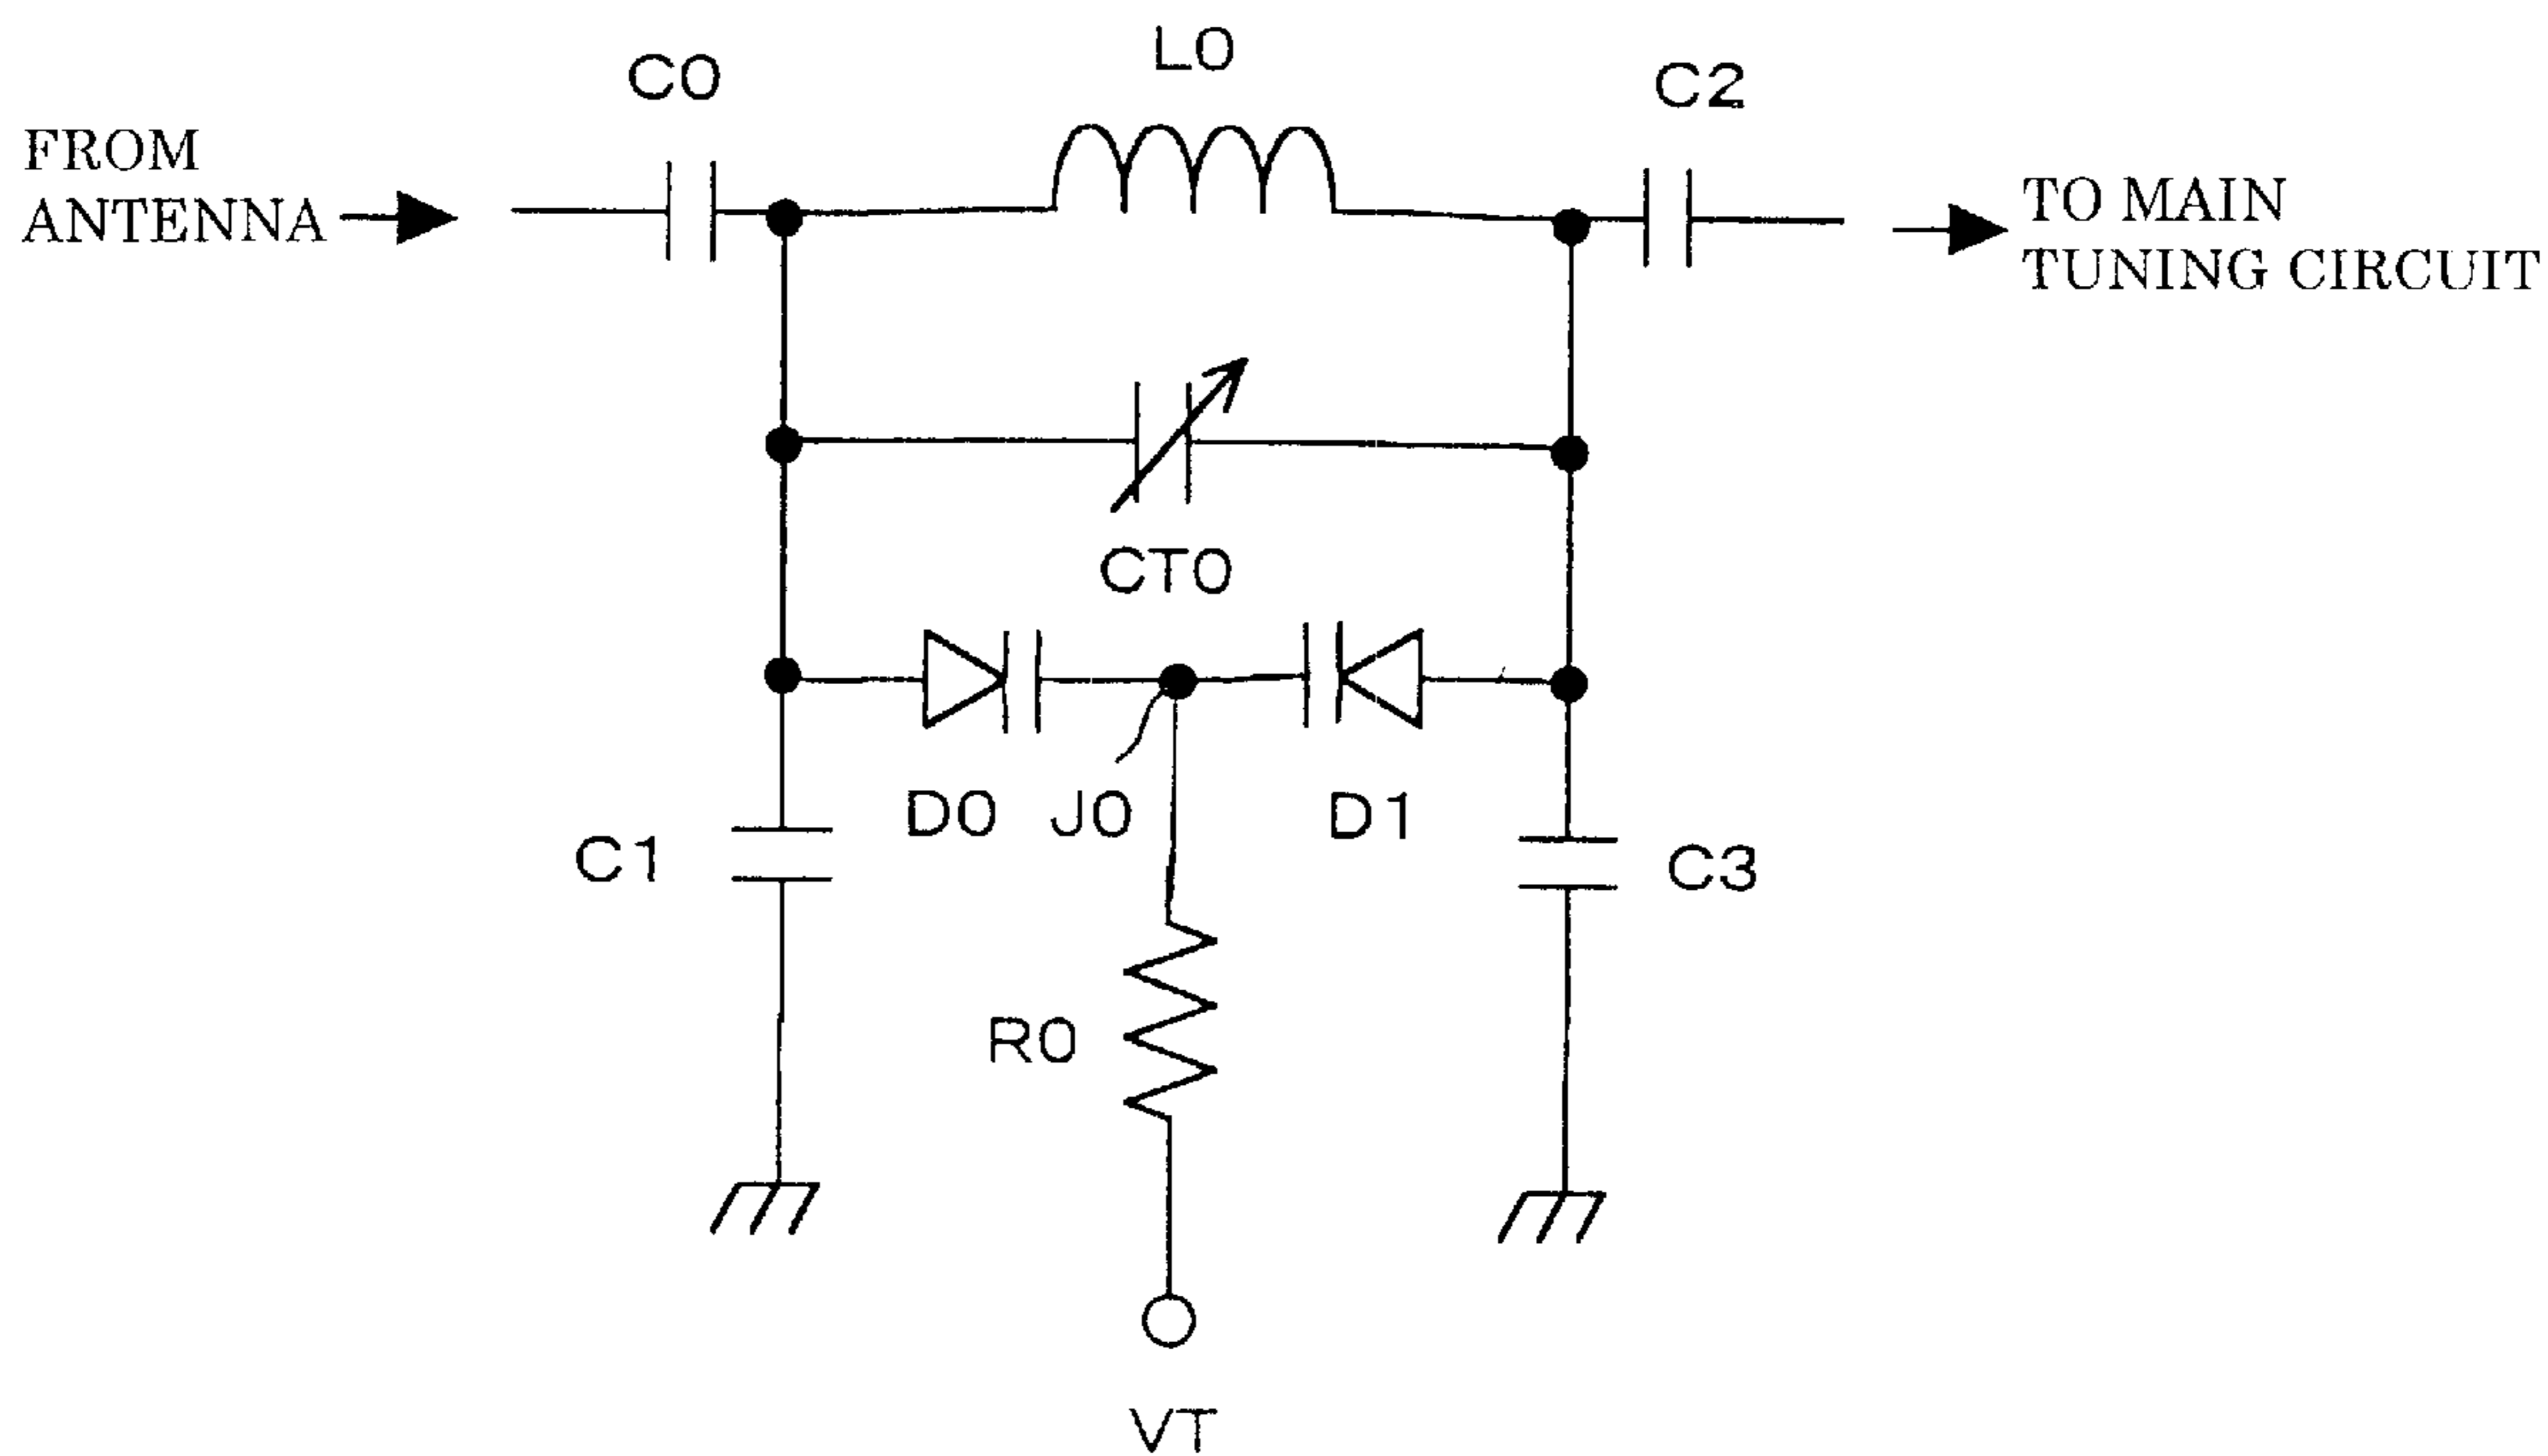 L0
C0
C2
FROM
ANTENNA
TO MAIN
TUNING CIRCUIT
CT0
D0
J0
D1
C1
C3
R0
VT